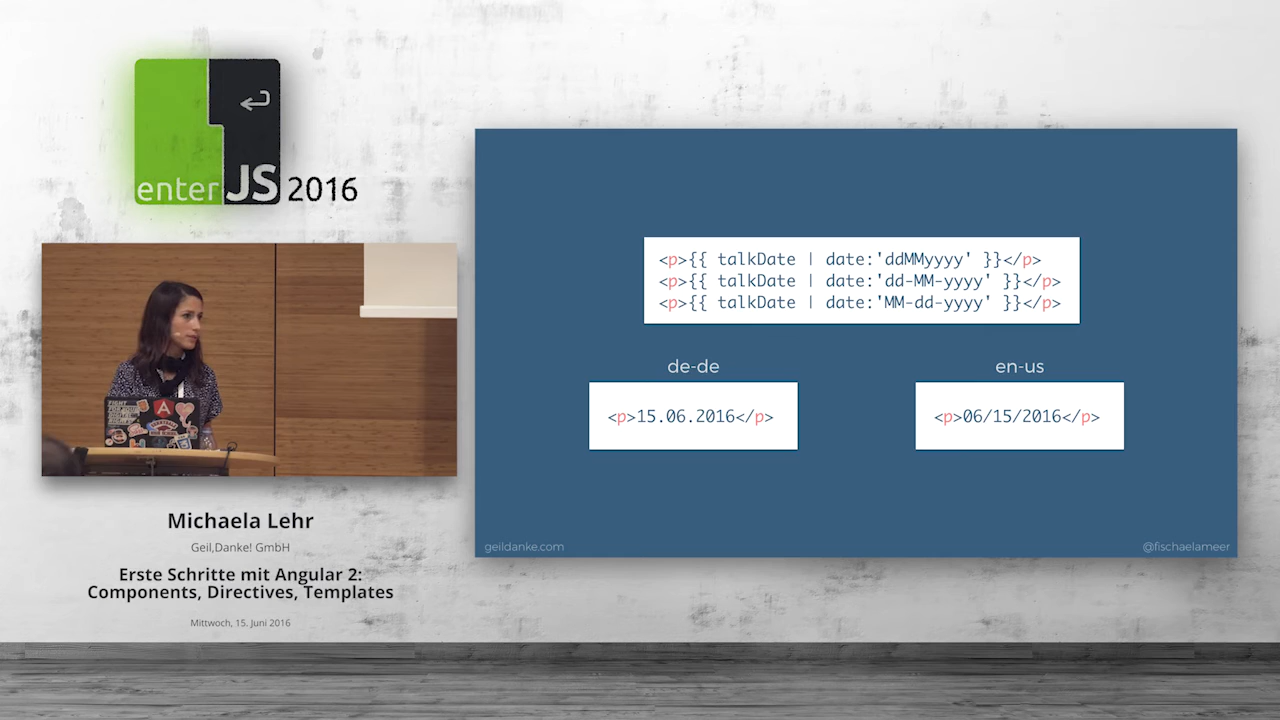 enterJS 2016
<p>{{ talkDate | date:'ddMMyyyy' }}</p>
<p>{{ talkDate | date:'dd-MM-yyyy' }}</p>
<p>{{ talkDate | date:'MM-dd-yyyy' }}</p>
de-de
<p>15.06.2016</p>
en-us
<p>06/15/2016</p>
geildanke.com
@fischaelameer
Michaela Lehr
Geil,Danke! GmbH
Erste Schritte mit Angular 2:
Components, Directives, Templates
Mittwoch, 15. Juni 2016